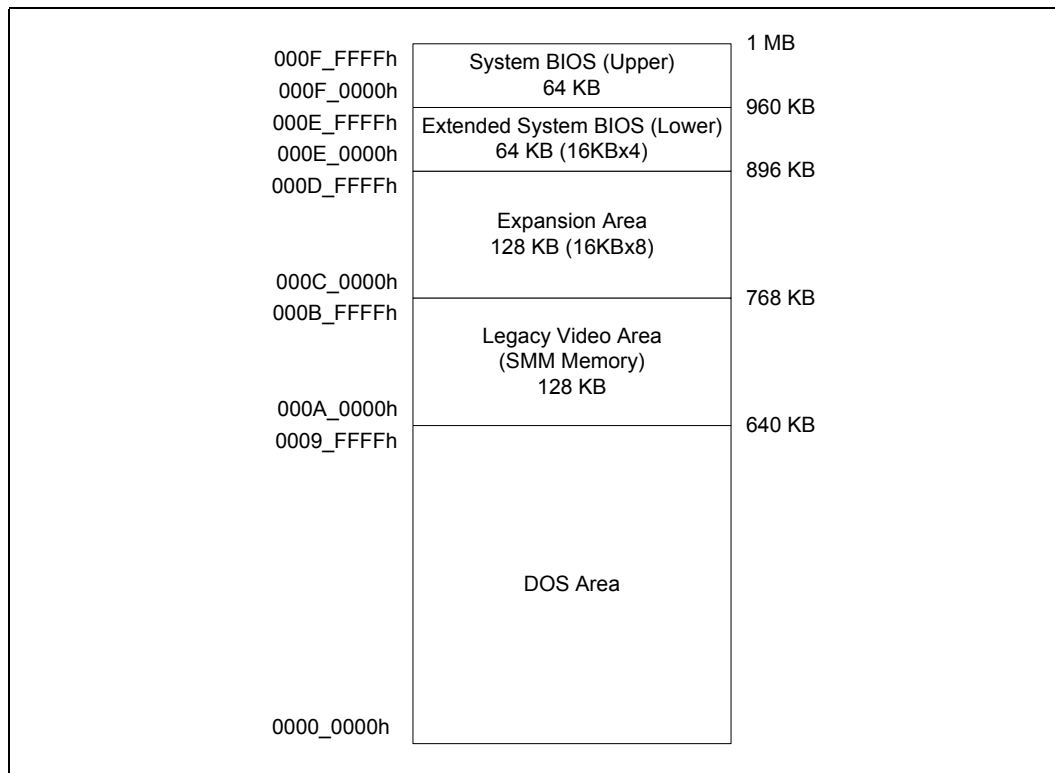 1 MB
000F_FFFFh
System BIOS (Upper)
64 KB
000F_0000h
960 KB
000E_FFFFh
Extended System BIOS (Lower)
64 KB (16KBx4)
000E_0000h
896 KB
000D_FFFFh
Expansion Area
128 KB (16KBx8)
000C_0000h
768 KB
000B_FFFFh
Legacy Video Area
(SMM Memory)
128 KB
000A_0000h
640 KB
0009_FFFFh
DOS Area
0000_0000h